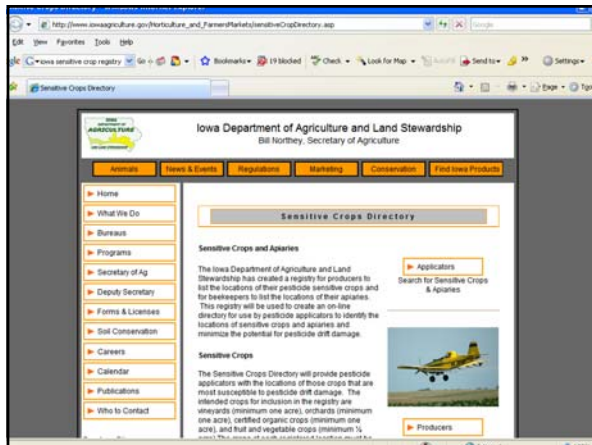 http://www.iowaagriculture.gov/Horticulture_and_FarmersMarkets/sensitiveCropDirectory.asp
Google
Edit View Favorites Tools Help
iowa sensitive crop registry Go Bookmarks 19 blocked Check Look for Map Send to Settings
Sensitive Crops Directory
Page
IOWA
AGRICULTURE
Iowa Department of Agriculture and Land Stewardship
Bill Northey, Secretary of Agriculture
Animals News & Events Regulations Marketing Conservation Find Iowa Products
Home
What We Do
Bureaus
Programs
Secretary of Ag
Deputy Secretary
Forms & Licenses
Soil Conservation
Careers
Calendar
Publications
Who to Contact
Sensitive Crops Directory
Sensitive Crops and Apiaries
The Iowa Department of Agriculture and Land
Stewardship has created a registry for producers to
list the locations of their pesticide sensitive crops and
for beekeepers to list the locations of their apiaries.
This registry will be used to create an on-line
directory for use by pesticide applicators to identify the
locations of sensitive crops and apiaries and
minimize the potential for pesticide drift damage.
Sensitive Crops
The Sensitive Crops Directory will provide pesticide
applicators with the locations of those crops that are
most susceptible to pesticide drift damage. The
intended crops for inclusion in the registry are
vineyards (minimum one acre), orchards (minimum
one acre), certified organic crops (minimum one
acre), and fruit and vegetable crops (minimum ½
Applicators
Search for Sensitive Crops
& Apiaries
Producers